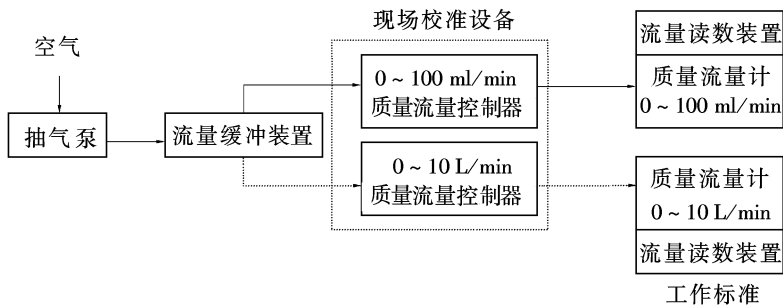 空气
抽气泵
流量缓冲装置
现场校准设备
0~100 ml/min
质量流量控制器
0~10 L/min
质量流量控制器
流量读数装置
质量流量计
0~100 ml/min
质量流量计
0~10 L/min
流量读数装置
工作标准